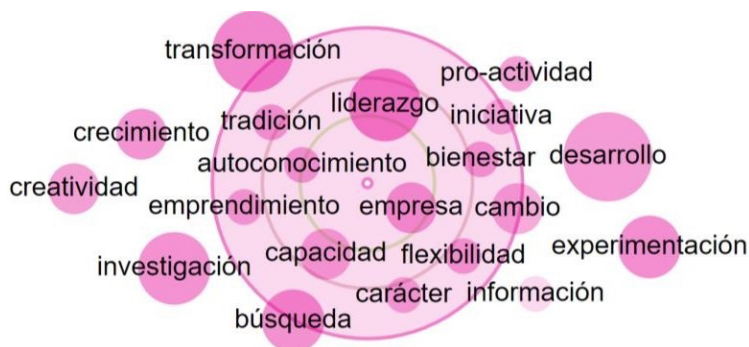 transformación
pro-actividad
liderazgo
iniciativa
tradición
crecimiento
autoconocimiento
bienestar
desarrollo
creatividad
emprendimiento
empresa
cambio
experimentación
capacidad
flexibilidad
investigación
carácter
información
búsqueda